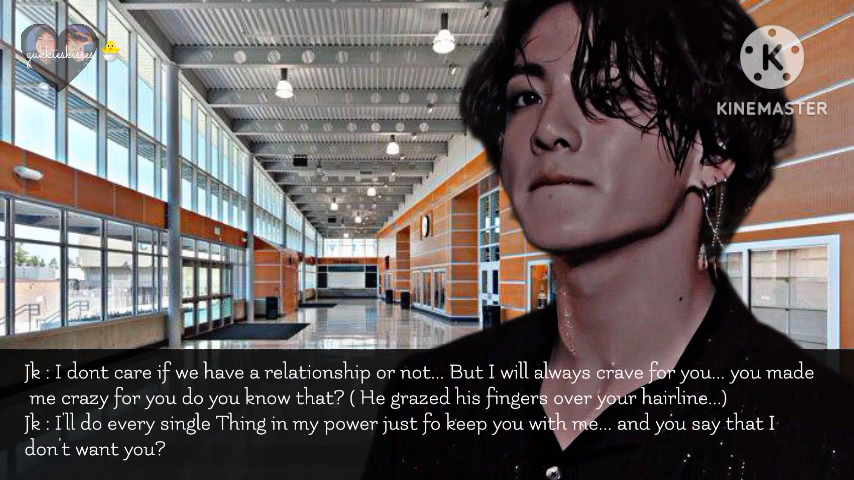 guckieskisses
KINEMASTER
Jk : I dont care if we have a relationship or not... But I will always crave for you... you made
me crazy for you do you know that? ( He grazed his fingers over your hairline...)
Jk : I'll do every single Thing in my power just fo keep you with me... and you say that I
don't want you?